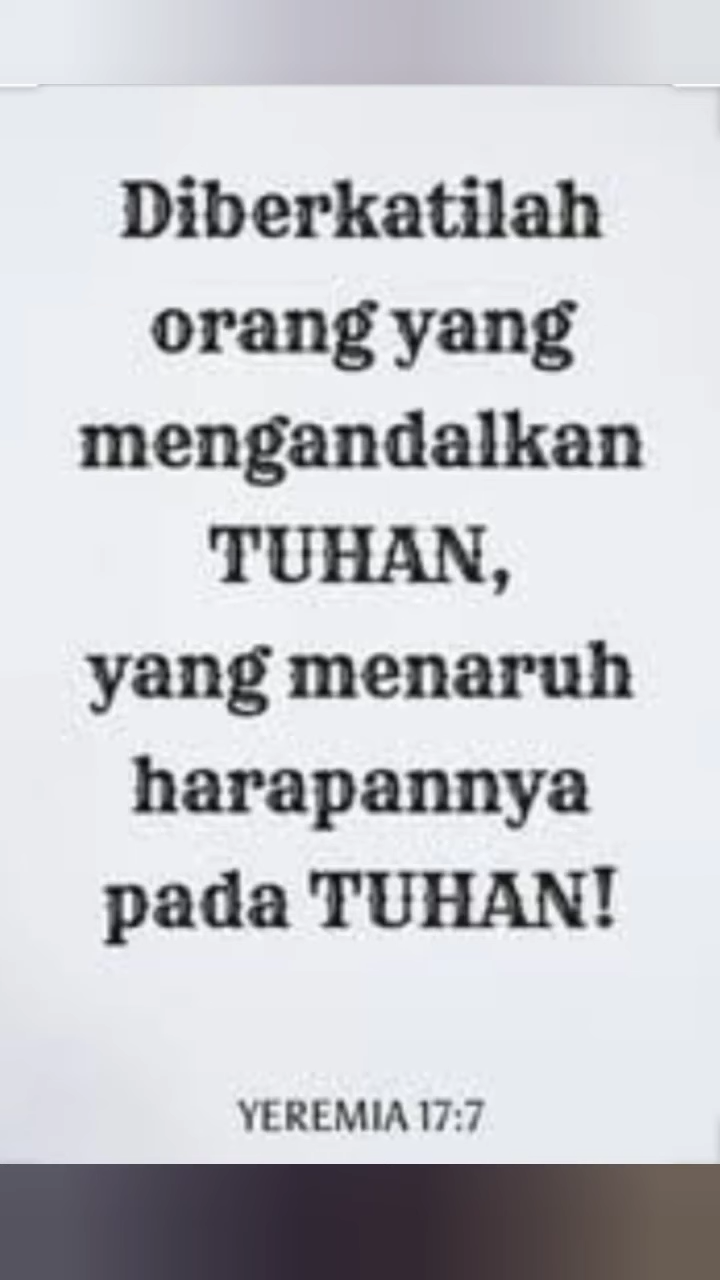 Diberkatilah
orang yang
mengandalkan
TUHAN,
yang menaruh
harapannya
pada TUHAN!
YEREMIA 17:7